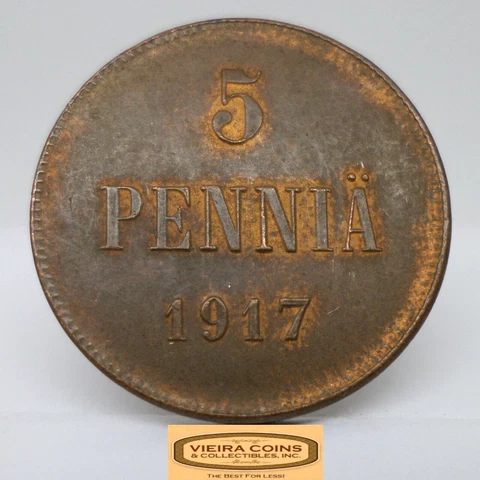 5
PENNIÄ
1917
VIEIRA COINS
& COLLECTIBLES, INC.
THE BEST FOR LESS!